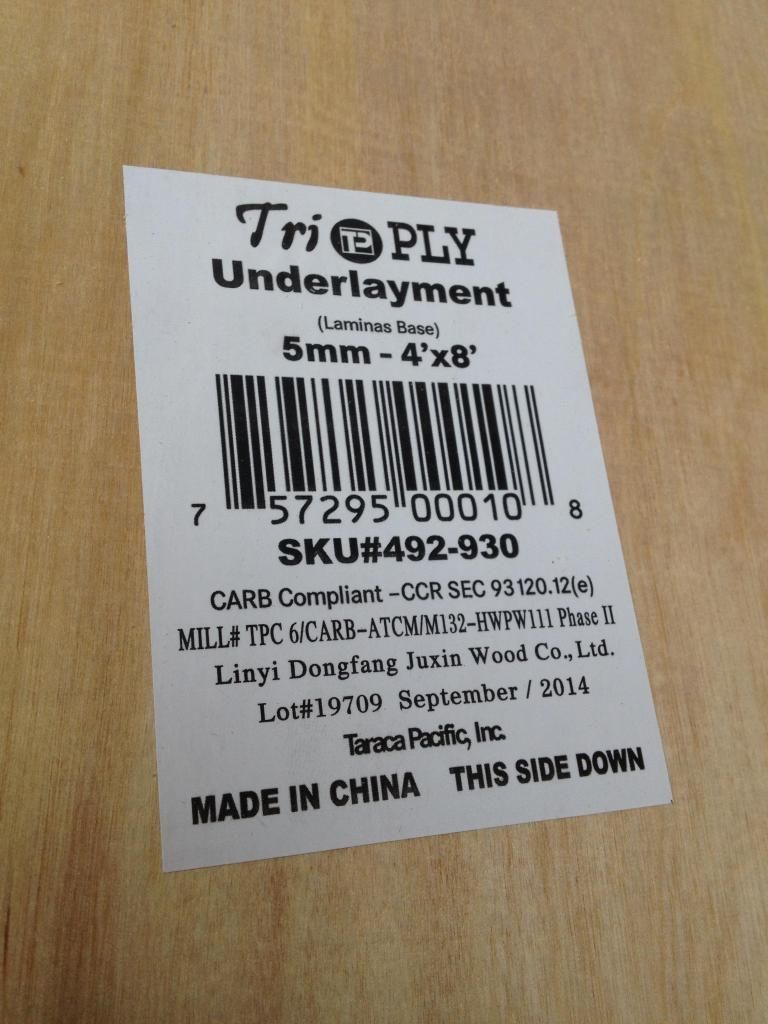 Tri TE PLY
Underlayment
(Laminas Base)
5mm - 4'x8'
7 57295 00010 8
SKU#492-930
CARB Compliant -CCR SEC 93120.12(e)
MILL# TPC 6/CARB-ATCM/M132-HWPW111 Phase II
Linyi Dongfang Juxin Wood Co., Ltd.
Lot#19709 September / 2014
Taraca Pacific, Inc.
MADE IN CHINA THIS SIDE DOWN